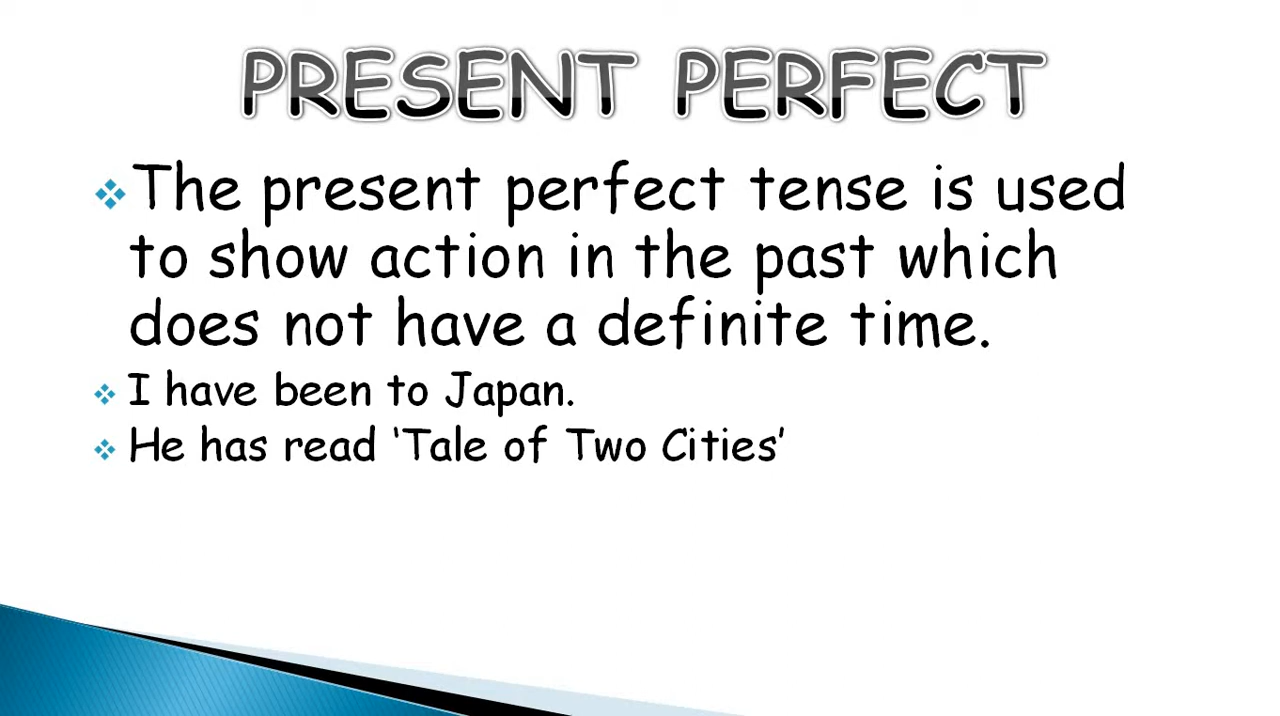 PRESENT PERFECT
The present perfect tense is used
to show action in the past which
does not have a definite time.
I have been to Japan.
He has read ‘Tale of Two Cities’